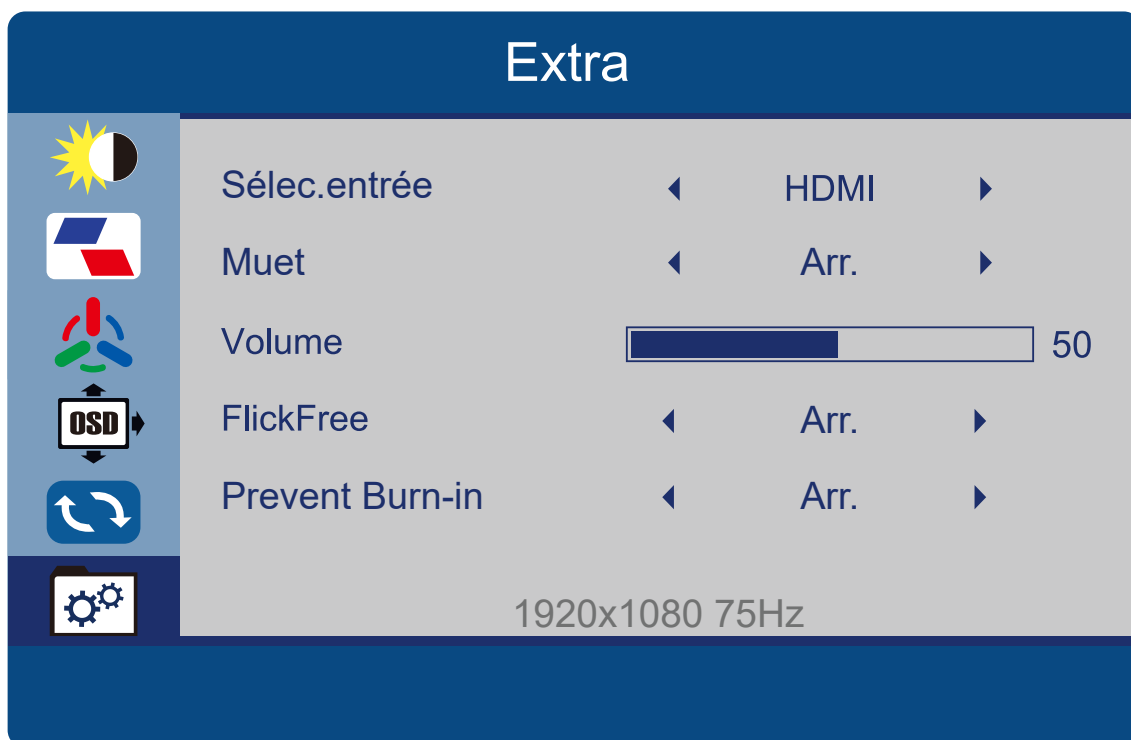 Extra
Sélec.entrée HDMI
Muet Arr.
Volume 50
OSD FlickFree Arr.
Prevent Burn-in Arr.
1920x1080 75Hz